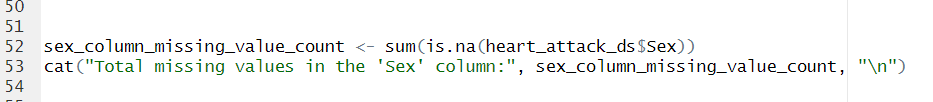 50
51
52 sex_column_missing_value_count <- sum(is.na(heart_attack_ds$Sex))
53 cat("Total missing values in the 'Sex' column:", sex_column_missing_value_count, "\n")
54